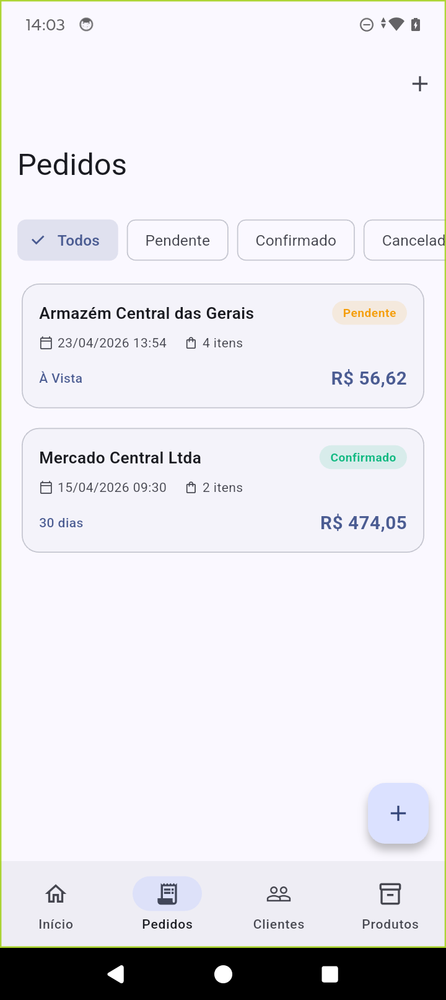 14:03
Pedidos
Todos Pendente Confirmado Cancelad
Armazém Central das Gerais Pendente
23/04/2026 13:54 4 itens
À Vista R$ 56,62
Mercado Central Ltda Confirmado
15/04/2026 09:30 2 itens
30 dias R$ 474,05
Início Pedidos Clientes Produtos